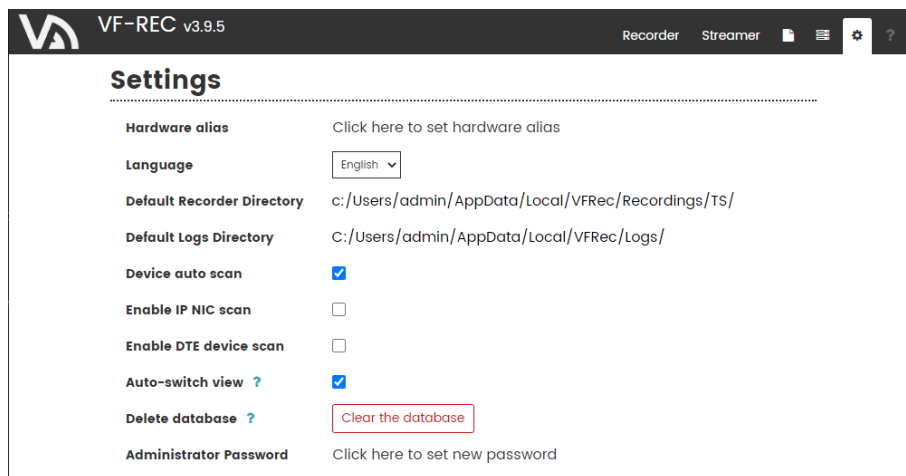 VF-REC v3.9.5
Recorder Streamer ?
Settings
Hardware alias Click here to set hardware alias
Language English
Default Recorder Directory c:/Users/admin/AppData/Local/VFRec/Recordings/TS/
Default Logs Directory C:/Users/admin/AppData/Local/VFRec/Logs/
Device auto scan
Enable IP NIC scan
Enable DTE device scan
Auto-switch view ?
Delete database ? Clear the database
Administrator Password Click here to set new password